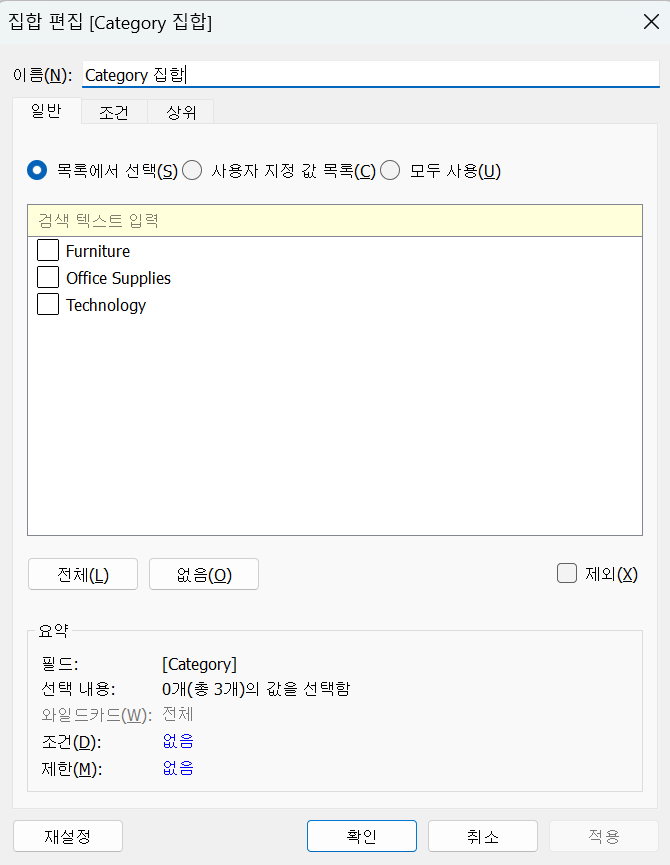 집합 편집 [Category 집합]
이름(N): Category 집합
일반 조건 상위
목록에서 선택(S) 사용자 지정 값 목록(C) 모두 사용(U)
검색 텍스트 입력
Furniture
Office Supplies
Technology
전체(L) 없음(O) 제외(X)
요약
필드: [Category]
선택 내용: 0개(총 3개)의 값을 선택함
와일드카드(W): 전체
조건(D): 없음
제한(M): 없음
재설정 확인 취소 적용